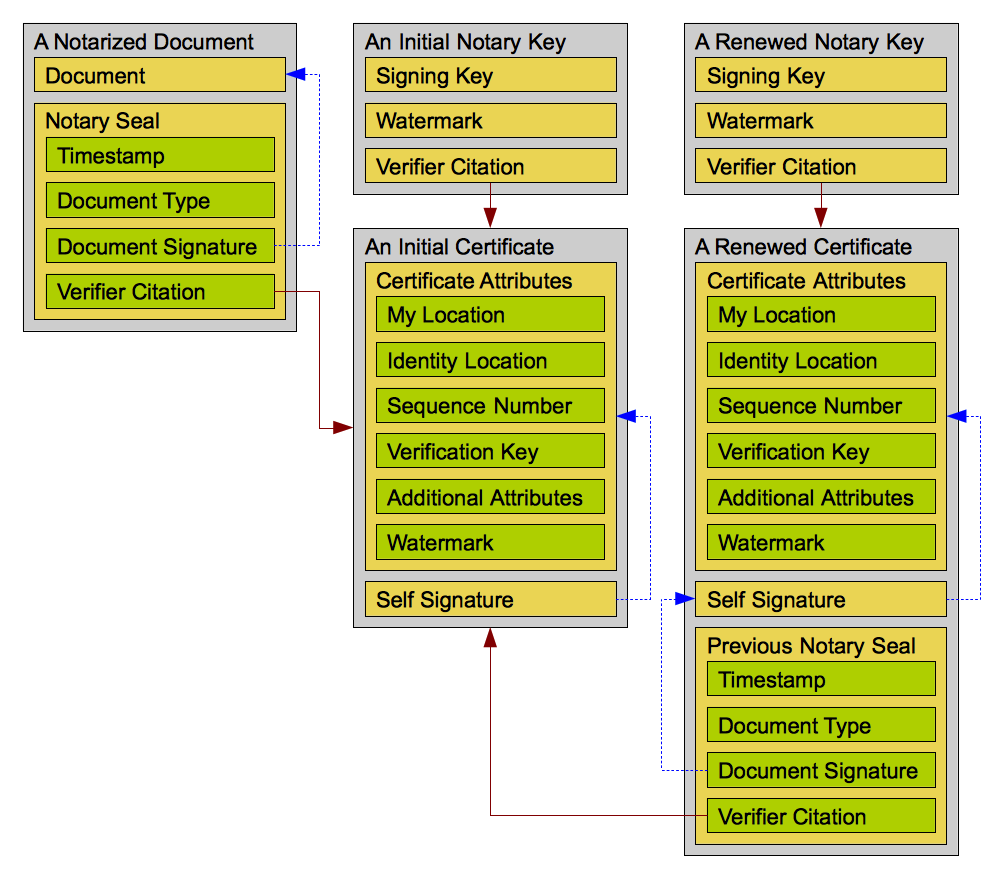 A Notarized Document
Document
Notary Seal
Timestamp
Document Type
Document Signature
Verifier Citation
An Initial Notary Key
Signing Key
Watermark
Verifier Citation
An Initial Certificate
Certificate Attributes
My Location
Identity Location
Sequence Number
Verification Key
Additional Attributes
Watermark
Self Signature
A Renewed Notary Key
Signing Key
Watermark
Verifier Citation
A Renewed Certificate
Certificate Attributes
My Location
Identity Location
Sequence Number
Verification Key
Additional Attributes
Watermark
Self Signature
Previous Notary Seal
Timestamp
Document Type
Document Signature
Verifier Citation